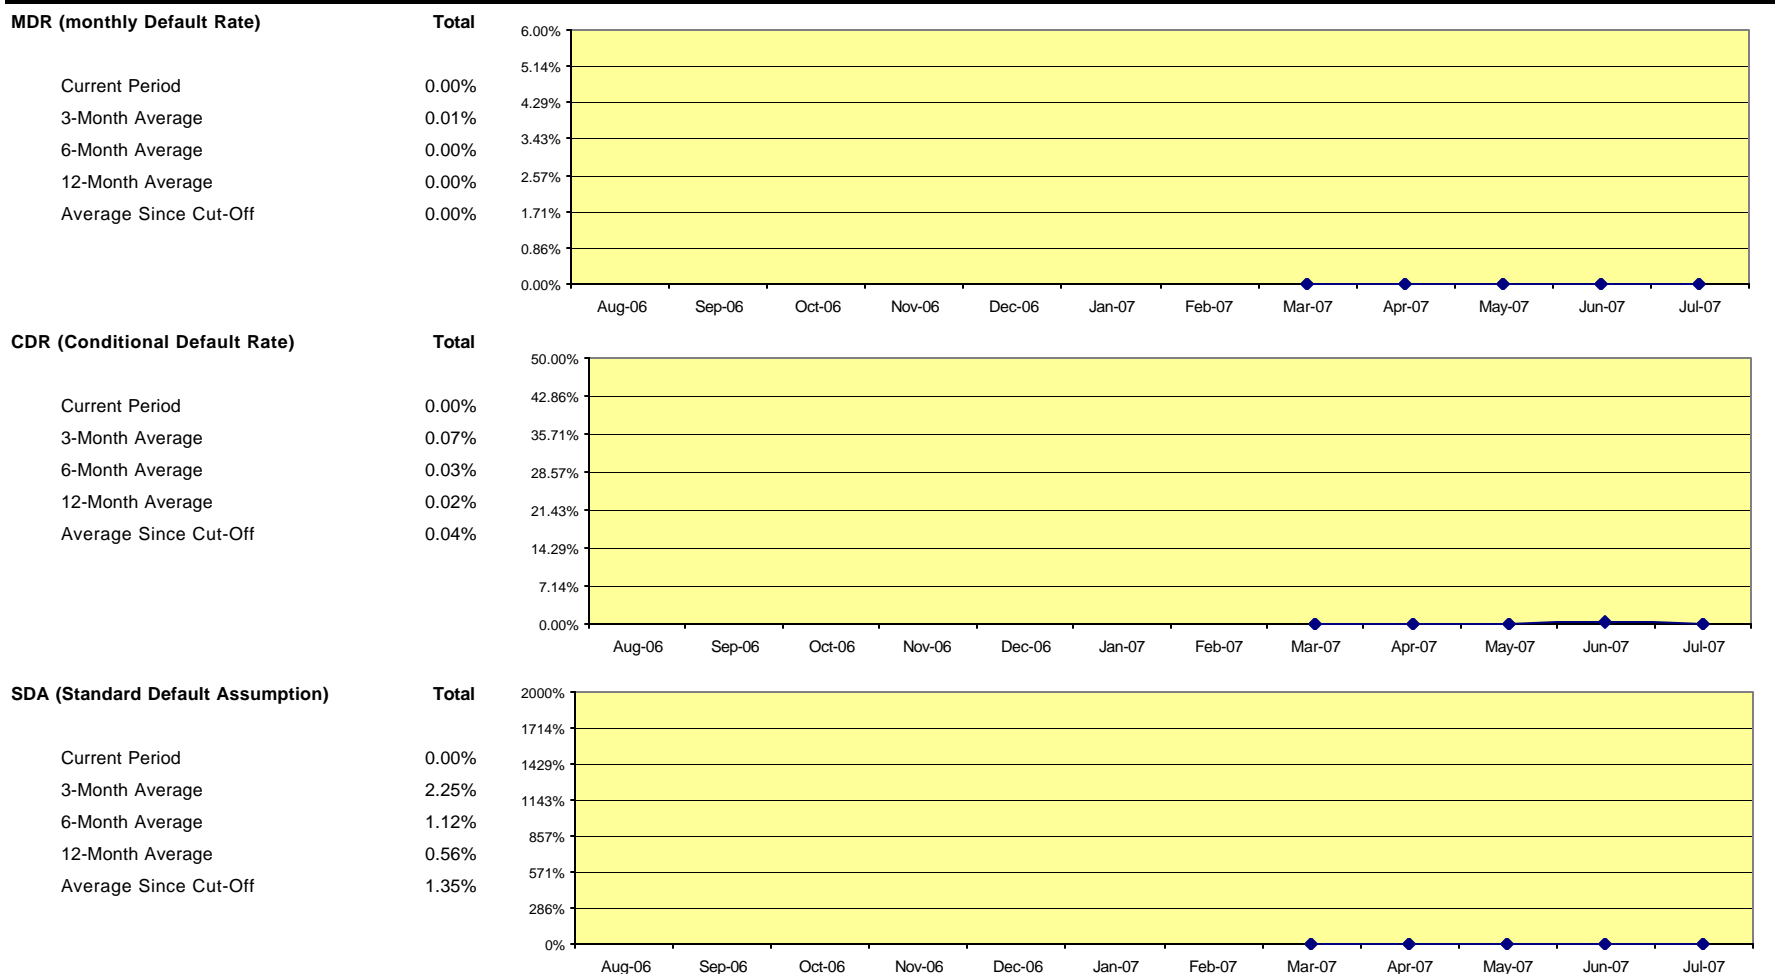 MDR (monthly Default Rate) Total
Current Period 0.00%
3-Month Average 0.01%
6-Month Average 0.00%
12-Month Average 0.00%
Average Since Cut-Off 0.00%
6.00%
5.14%
4.29%
3.43%
2.57%
1.71%
0.86%
0.00%
Aug-06 Sep-06 Oct-06 Nov-06 Dec-06 Jan-07 Feb-07 Mar-07 Apr-07 May-07 Jun-07 Jul-07
CDR (Conditional Default Rate) Total
Current Period 0.00%
3-Month Average 0.07%
6-Month Average 0.03%
12-Month Average 0.02%
Average Since Cut-Off 0.04%
50.00%
42.86%
35.71%
28.57%
21.43%
14.29%
7.14%
0.00%
Aug-06 Sep-06 Oct-06 Nov-06 Dec-06 Jan-07 Feb-07 Mar-07 Apr-07 May-07 Jun-07 Jul-07
SDA (Standard Default Assumption) Total
Current Period 0.00%
3-Month Average 2.25%
6-Month Average 1.12%
12-Month Average 0.56%
Average Since Cut-Off 1.35%
2000%
1714%
1429%
1143%
857%
571%
286%
0%
Aug-06 Sep-06 Oct-06 Nov-06 Dec-06 Jan-07 Feb-07 Mar-07 Apr-07 May-07 Jun-07 Jul-07